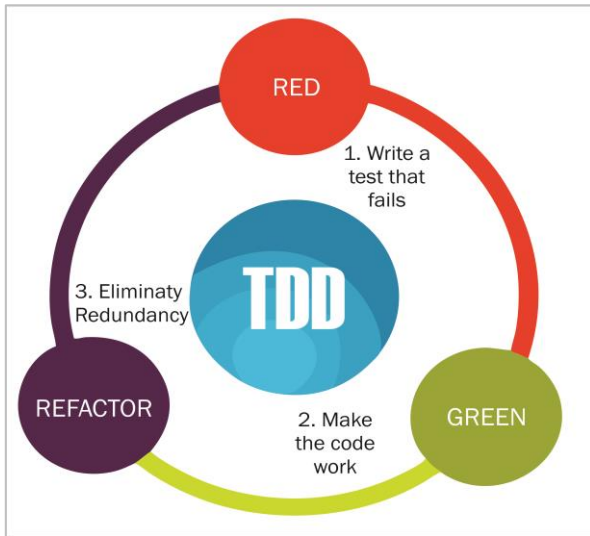 RED
1. Write a
test that
fails
TDD
3. Eliminaty
Redundancy
REFACTOR
2. Make
the code
work
GREEN